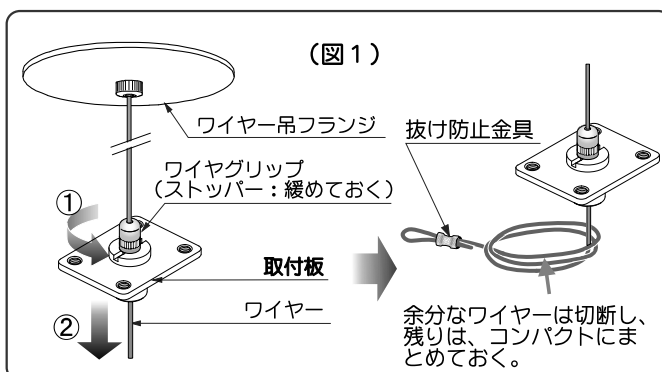 （図１）
ワイヤー吊フランジ
抜け防止金具
ワイヤグリップ
（ストッパー：緩めておく）
①
取付板
ワイヤー
②
余分なワイヤーは切断し、
残りは、コンパクトにま
とめておく。